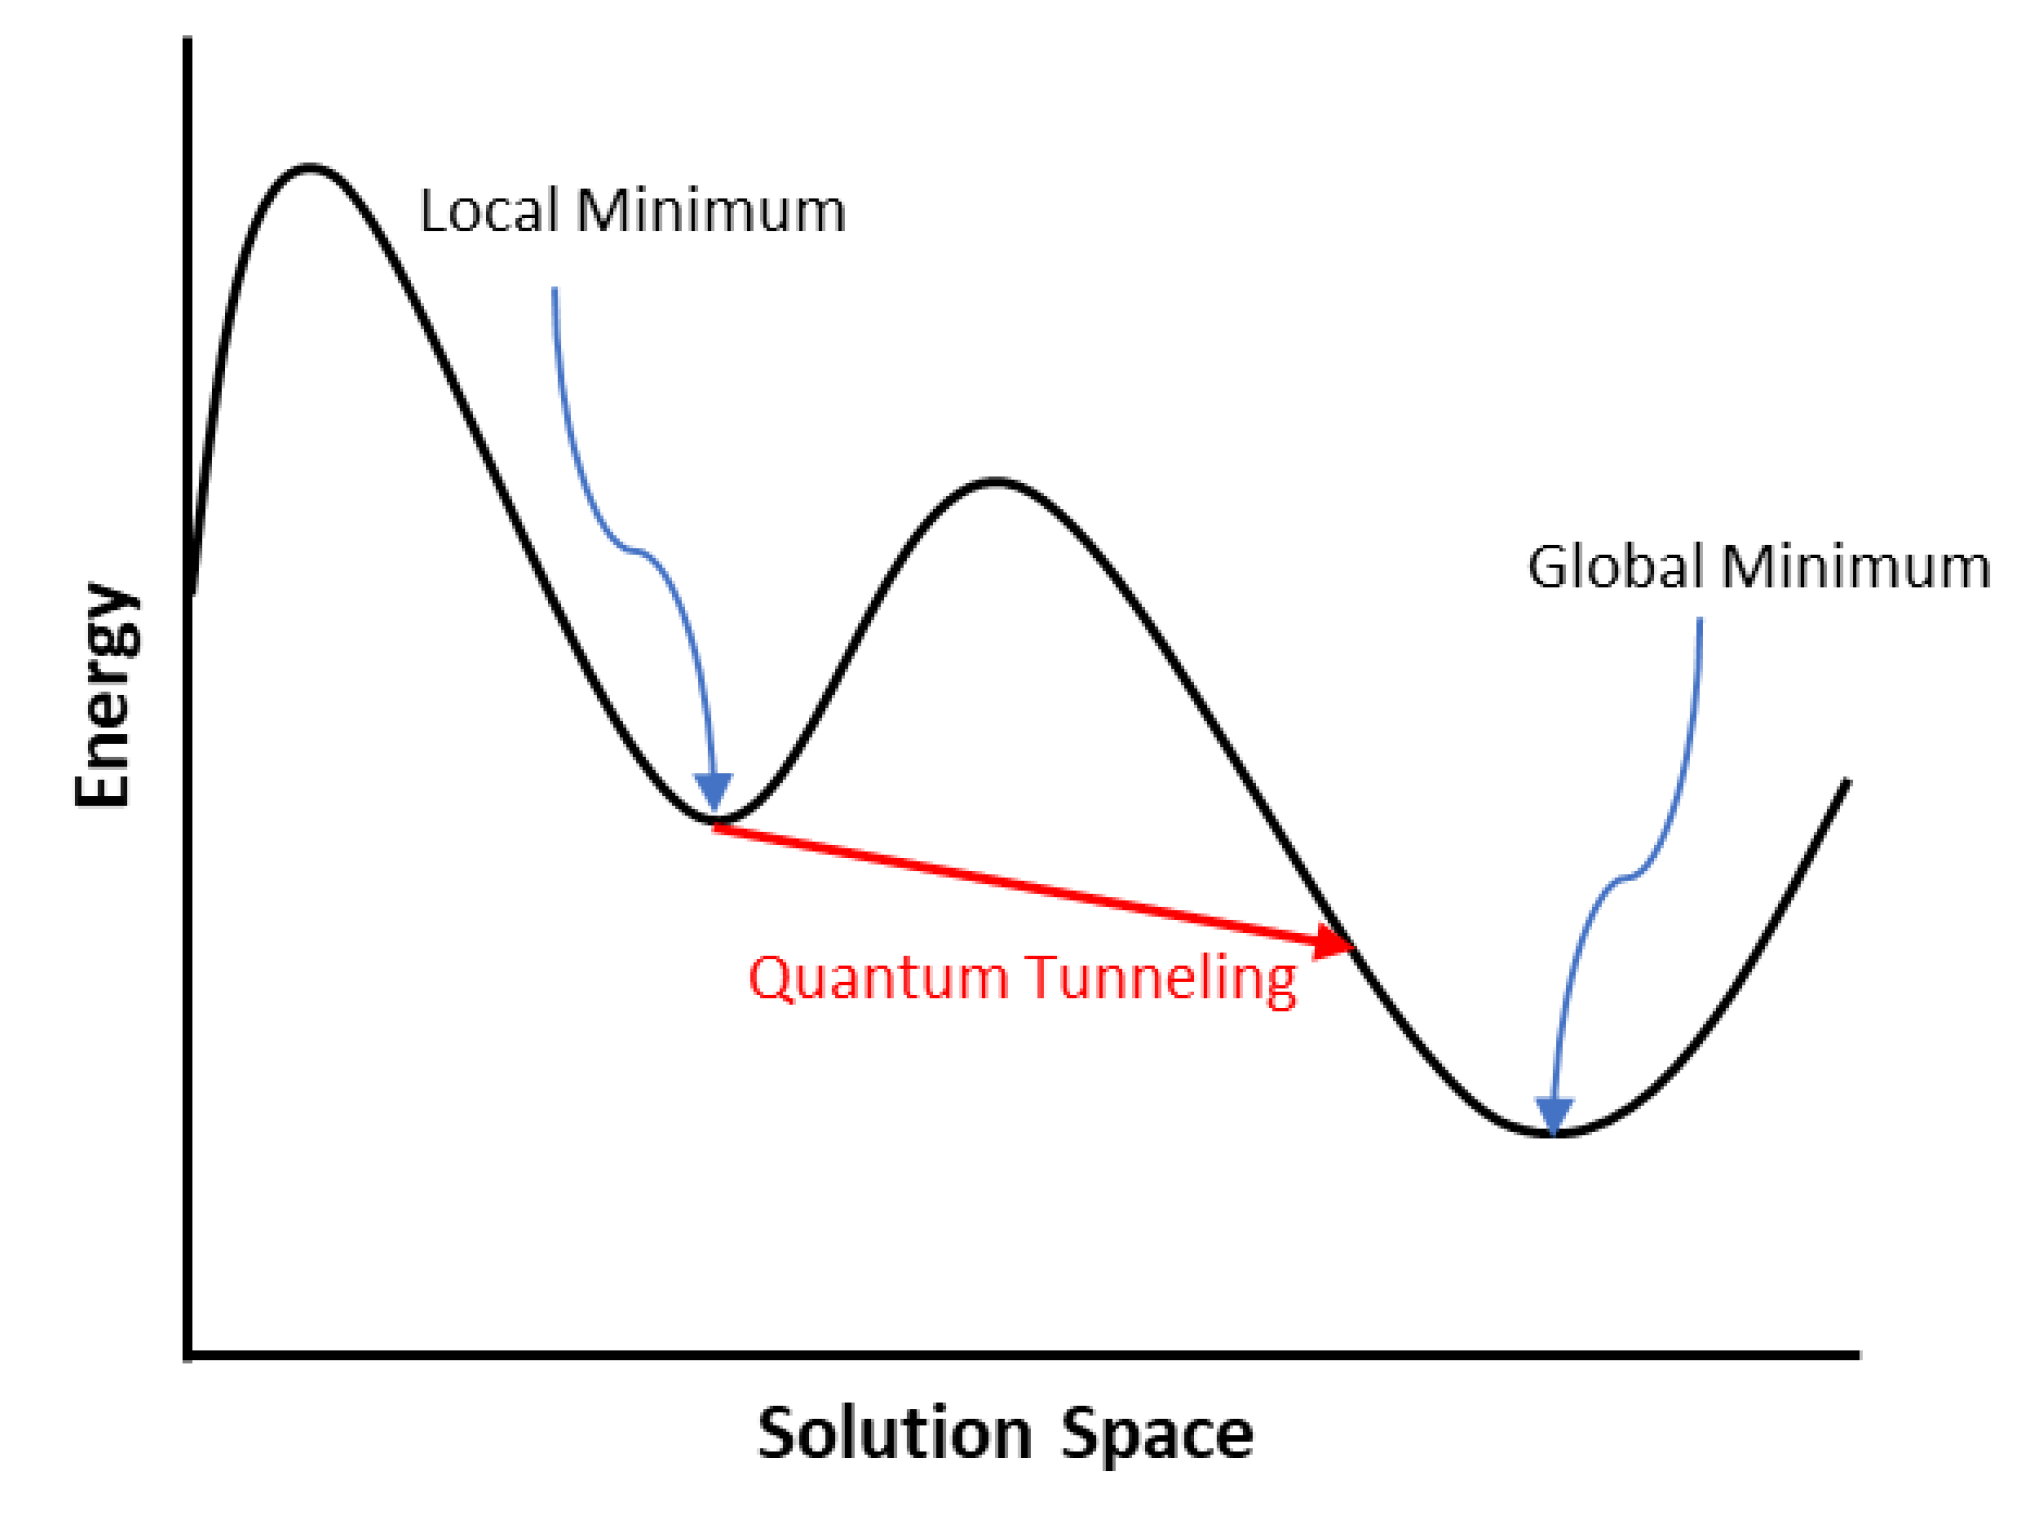 Local Minimum
Global Minimum
Energy
Quantum Tunneling
Solution Space